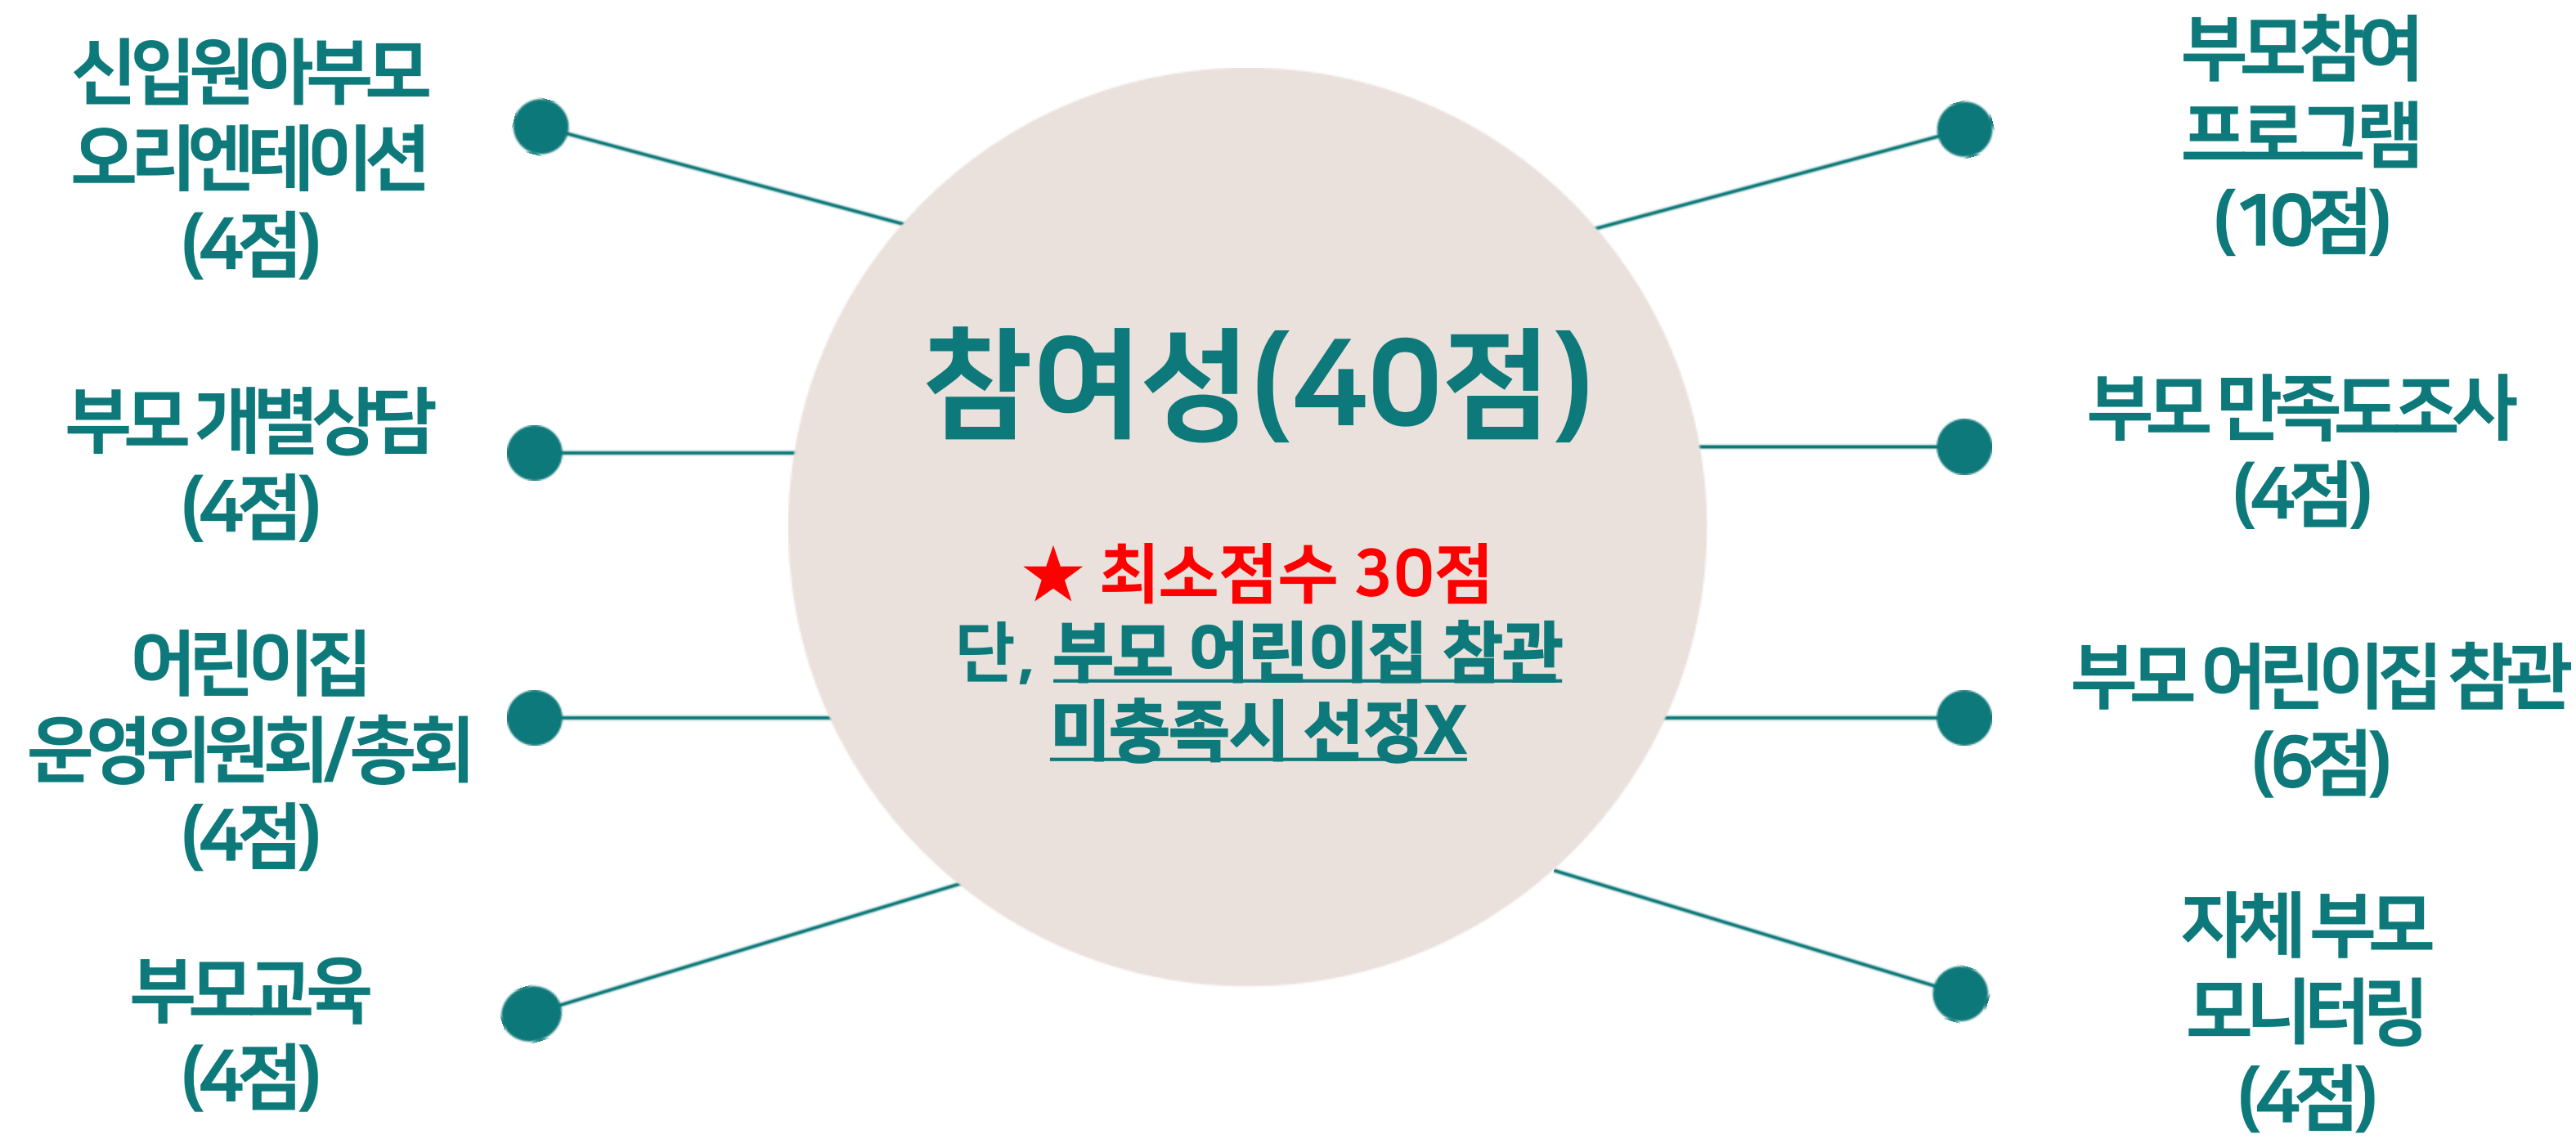 신입원아부모
오리엔테이션
(4점)
부모 개별상담
(4점)
어린이집
운영위원회/총회
(4점)
부모교육
(4점)
참여성(40점)
★ 최소점수 30점
단, 부모 어린이집 참관
미충족시 선정X
부모참여
프로그램
(10점)
부모 만족도조사
(4점)
부모 어린이집 참관
(6점)
자체 부모
모니터링
(4점)